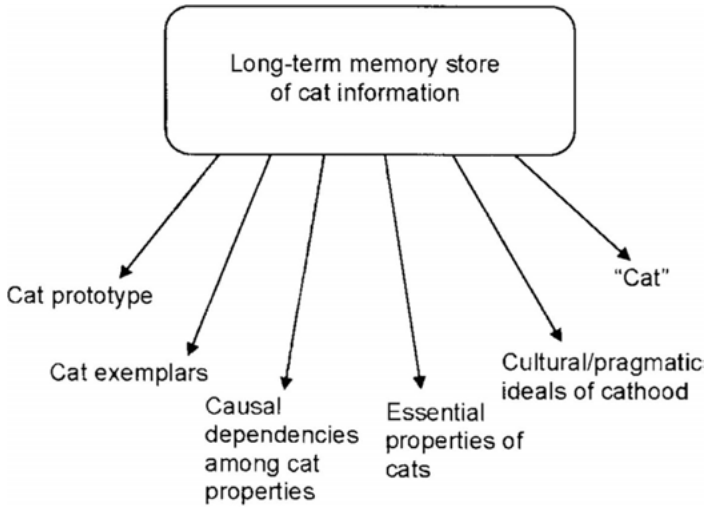 Long-term memory store
of cat information
“Cat”
Cat prototype
Cat exemplars
Cultural/pragmatic
ideals of cathood
Causal
dependencies
among cat
properties
Essential
properties of
cats